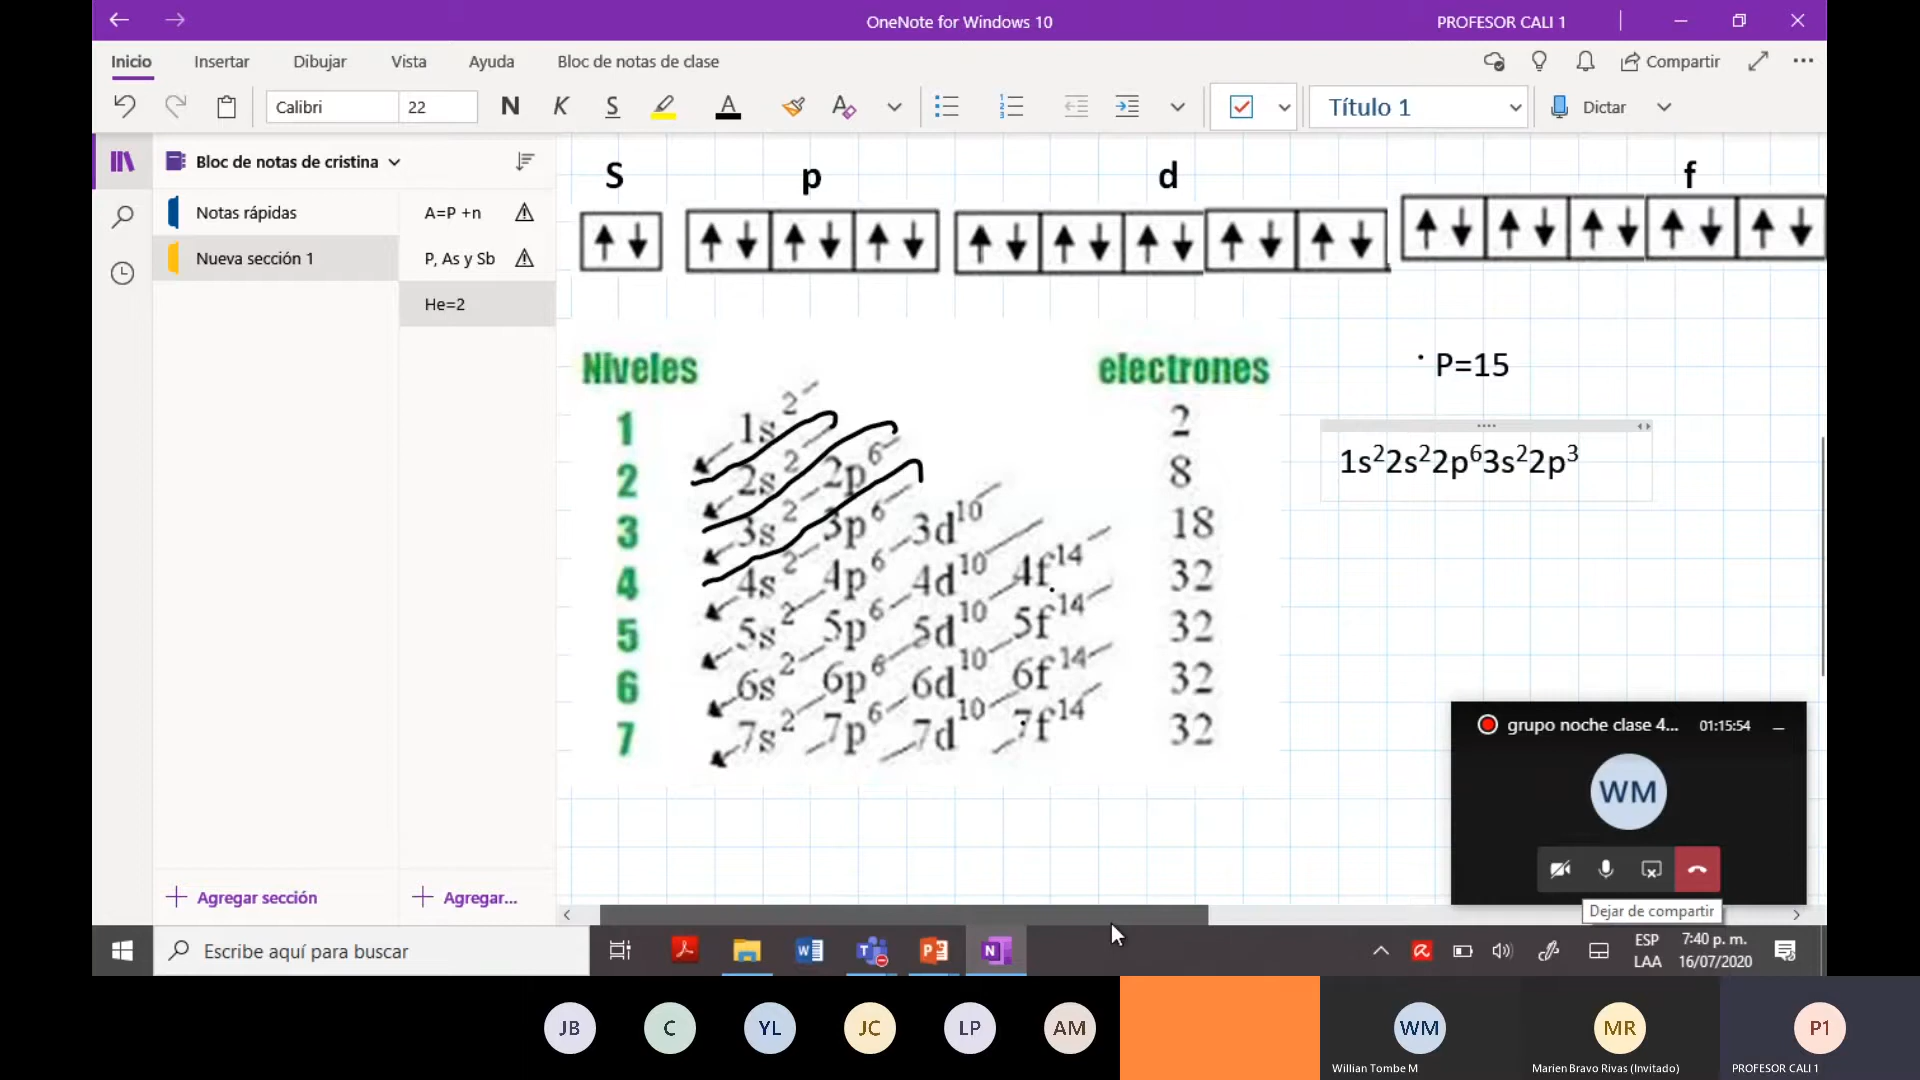 OneNote for Windows 10
PROFESOR CALI 1
Inicio Insertar Dibujar Vista Ayuda Bloc de notas de clase
Compartir
Calibri 22 N K S A A Título 1 Dictar
Bloc de notas de cristina
Notas rápidas
Nueva sección 1
A=P +n
P, As y Sb
He=2
S p d f
Niveles electrones
1 1s² 2
2 2s² 2p⁶ 8
3 3s² 3p⁶ 3d¹⁰ 18
4 4s² 4p⁶ 4d¹⁰ 4f¹⁴ 32
5 5s² 5p⁶ 5d¹⁰ 5f¹⁴ 32
6 6s² 6p⁶ 6d¹⁰ 6f¹⁴ 32
7 7s² 7p⁶ 7d¹⁰ 7f¹⁴ 32
P=15
1s²2s²2p⁶3s²2p³
grupo noche clase 4... 01:15:54
WM
Dejar de compartir
Agregar sección
Agregar...
Escribe aquí para buscar
ESP
LAA
7:40 p. m.
16/07/2020
JB C YL JC LP AM WM MR P1
Willian Tombe M
Marien Bravo Rivas (Invitado)
PROFESOR CALI 1